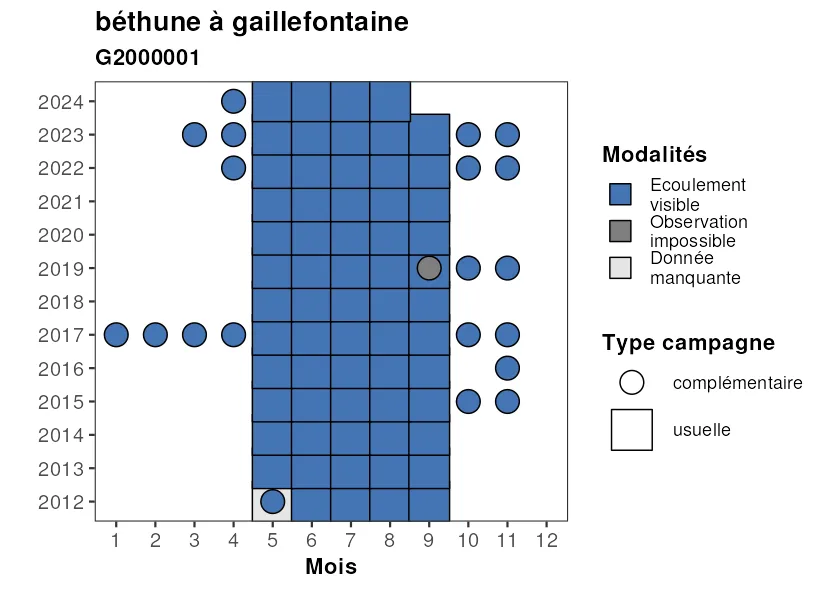 béthune à gaillefontaine
G2000001
2024
2023
2022
2021
2020
2019
2018
2017
2016
2015
2014
2013
2012
1 2 3 4 5 6 7 8 9 10 11 12
Mois
Modalités
Ecoulement
visible
Observation
impossible
Donnée
manquante
Type campagne
complémentaire
usuelle